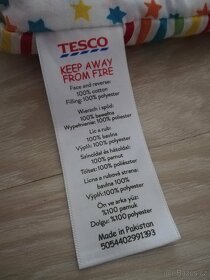 TESCO
KEEP AWAY
FROM FIRE
Face and reverse:
100% cotton
Filling: 100% polyester
Wierzch i spód:
100% bawełna
Wypełnienie: 100% polyester
Líc a rub:
100% bavlna
Výplň: 100% polyester
Színoldal és hátoldal:
100% pamut
Töltet: 100% poliészter
Lícna a rubová strana:
100% bavlna
Výplň: 100% polyester
Ön ve arka yüz:
% 100 pamuk
Dolgu: %100 polyester
Made in Pakistan
5054402991393